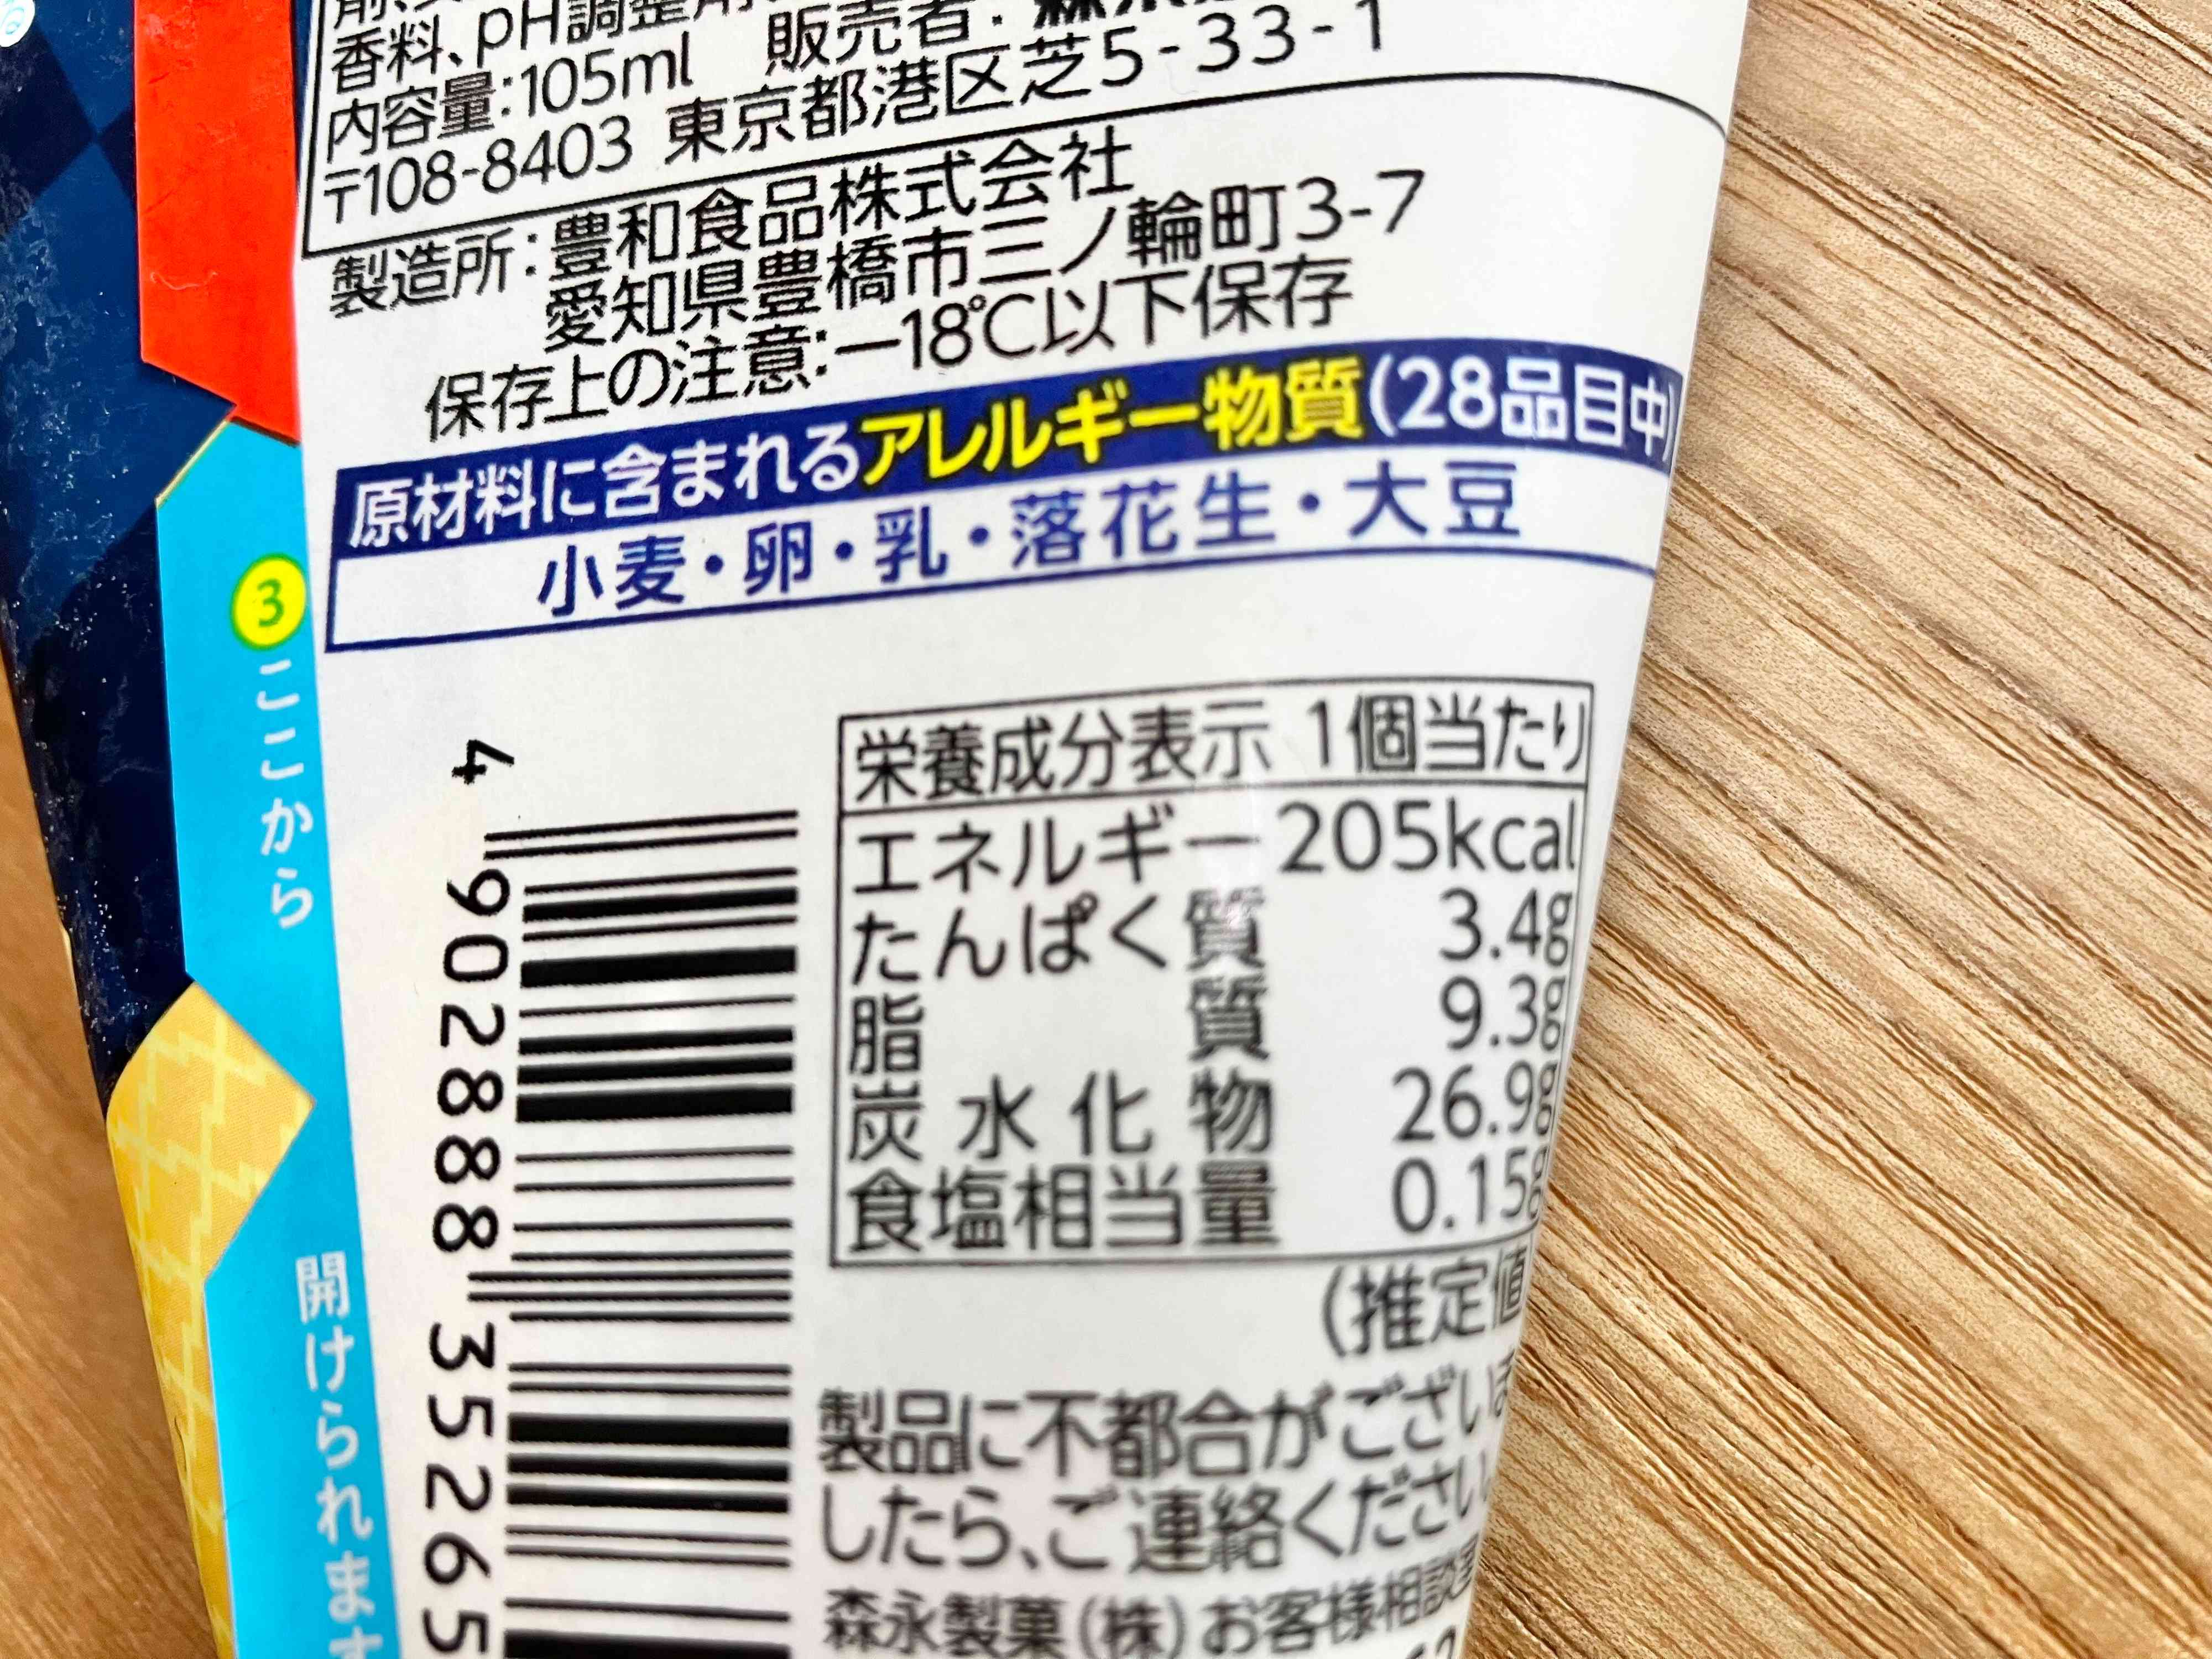 香料、pH調整
内容量:105ml 販売者:
〒108-8403 東京都港区芝5-33-1
製造所:豊和食品株式会社
愛知県豊橋市三ノ輪町3-7
保存上の注意:-18℃以下保存
原材料に含まれるアレルギー物質(28品目中)
小麦・卵・乳・落花生・大豆
栄養成分表示 1個当たり
エネルギー 205kcal
たんぱく質 3.4g
脂質 9.3g
炭水化物 26.9g
食塩相当量 0.15g
(推定値
製品に不都合がございま
したら、ご連絡ください
森永製菓(株)お客様相談室
4 902888 35265
3 ここから 開けられます